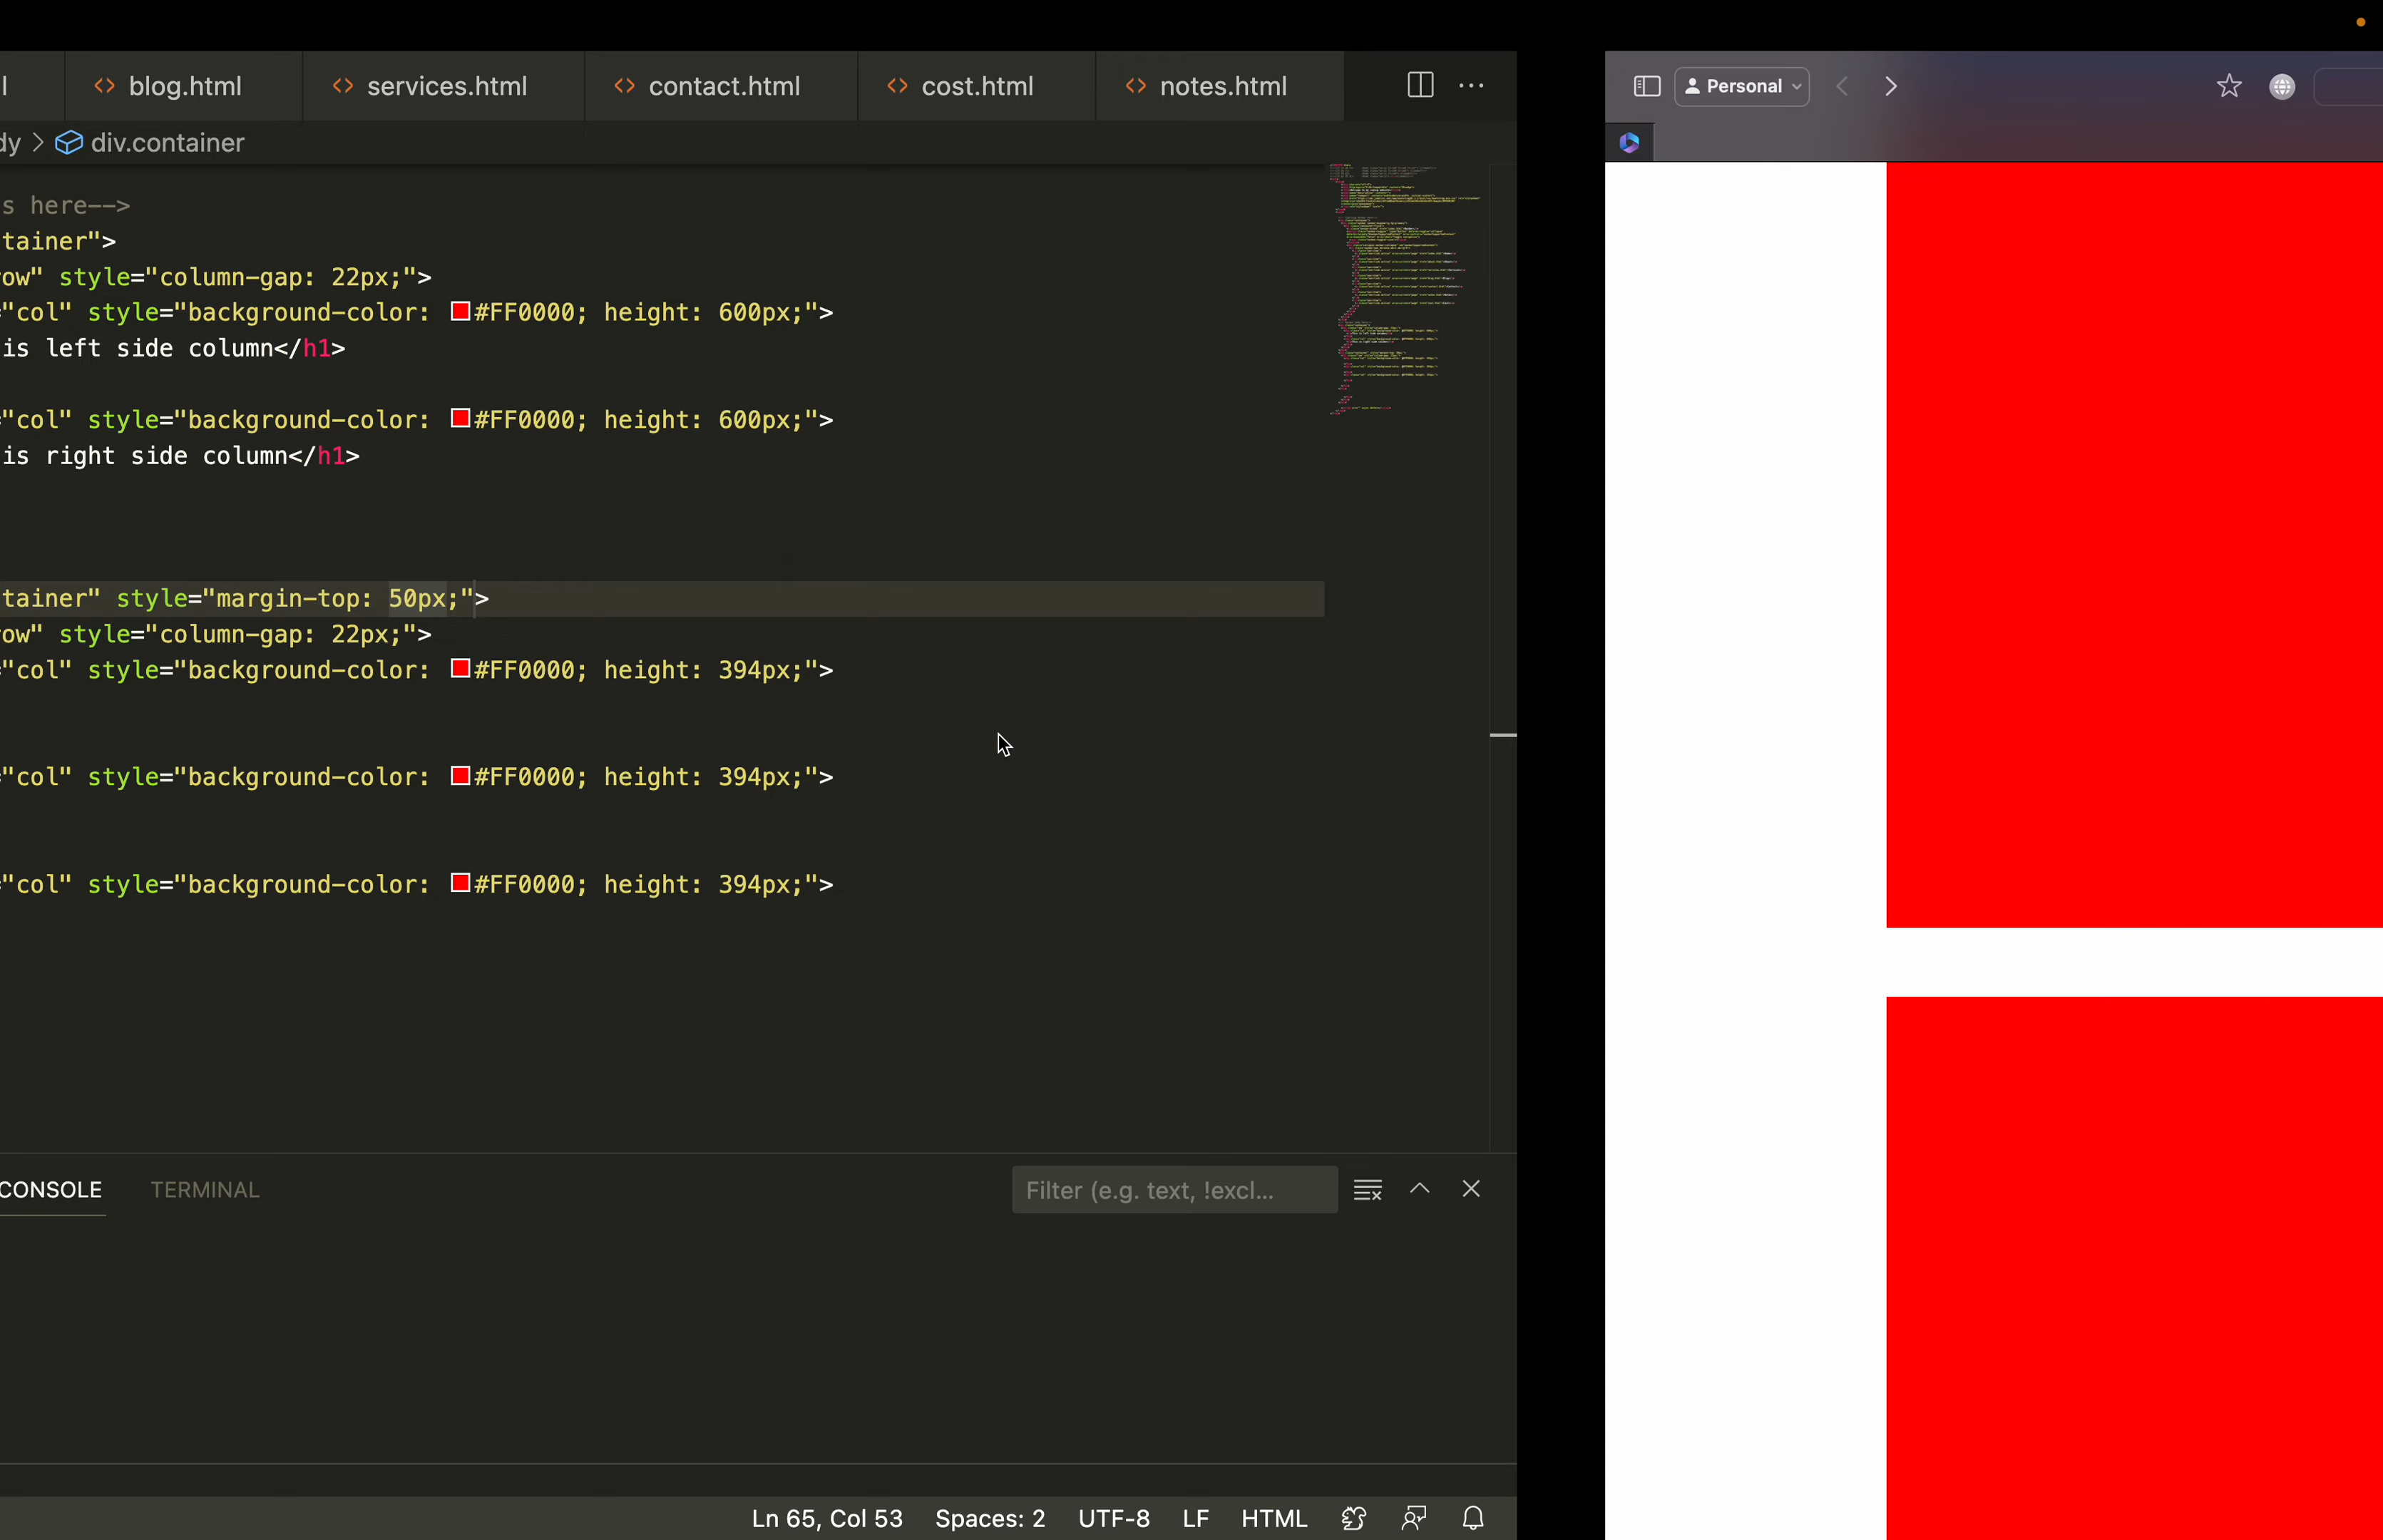 l
blog.html
services.html
contact.html
cost.html
notes.html
Personal
dy > div.container
s here-->
tainer">
ow" style="column-gap: 22px;">
="col" style="background-color: #FF0000; height: 600px;">
is left side column</h1>
="col" style="background-color: #FF0000; height: 600px;">
is right side column</h1>
tainer" style="margin-top: 50px;">
ow" style="column-gap: 22px;">
="col" style="background-color: #FF0000; height: 394px;">
="col" style="background-color: #FF0000; height: 394px;">
="col" style="background-color: #FF0000; height: 394px;">
CONSOLE
TERMINAL
Filter (e.g. text, !excl...
Ln 65, Col 53
Spaces: 2
UTF-8
LF
HTML